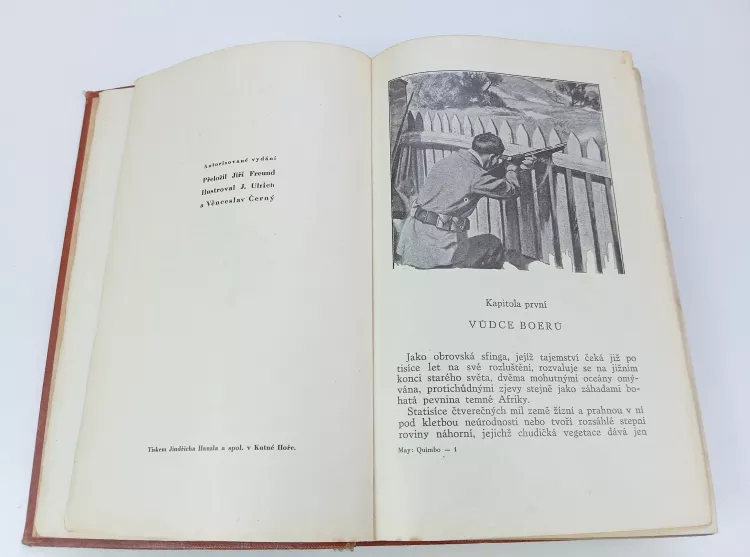 Autorisované vydání
Přeložil Jiří Freund
Ilustroval J. Ulrich
a Věnceslav Černý
Tiskem Jindřicha Hauzla a spol. v Kutné Hoře.
Kapitola první
VŮDCE BOERŮ
Jako obrovská sfinga, jejíž tajemství čeká již po
tisíce let na své rozluštění, rozvaluje se na jižním
konci starého světa, dvěma mohutnými oceány omý-
vána, protichůdnými zjevy stejně jako záhadami bo-
hatá pevnina temné Afriky.
Statisíce čtverečných mil země žízní a prahnou v ní
pod kletbou neúrodnosti nebo tvoří rozsáhlé stepní
roviny náhorní, jejichž chudičká vegetace dává jen
May: Quimbo — 1